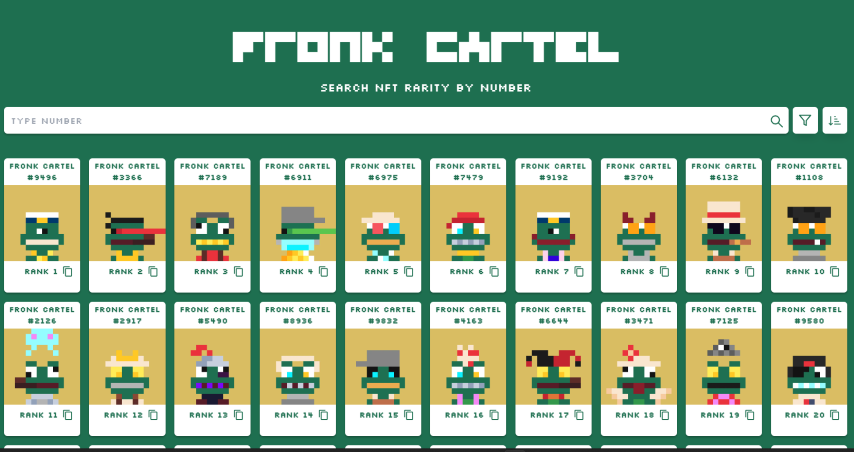 FRONK CARTEL
SEARCH NFT RARITY BY NUMBER
TYPE NUMBER
FRONK CARTEL #9496
FRONK CARTEL #3366
FRONK CARTEL #7189
FRONK CARTEL #6911
FRONK CARTEL #6975
FRONK CARTEL #7479
FRONK CARTEL #9192
FRONK CARTEL #3704
FRONK CARTEL #6132
FRONK CARTEL #1108
RANK 1
RANK 2
RANK 3
RANK 4
RANK 5
RANK 6
RANK 7
RANK 8
RANK 9
RANK 10
FRONK CARTEL #2126
FRONK CARTEL #2917
FRONK CARTEL #5490
FRONK CARTEL #8936
FRONK CARTEL #9832
FRONK CARTEL #4163
FRONK CARTEL #6644
FRONK CARTEL #3471
FRONK CARTEL #7125
FRONK CARTEL #9580
RANK 11
RANK 12
RANK 13
RANK 14
RANK 15
RANK 16
RANK 17
RANK 18
RANK 19
RANK 20